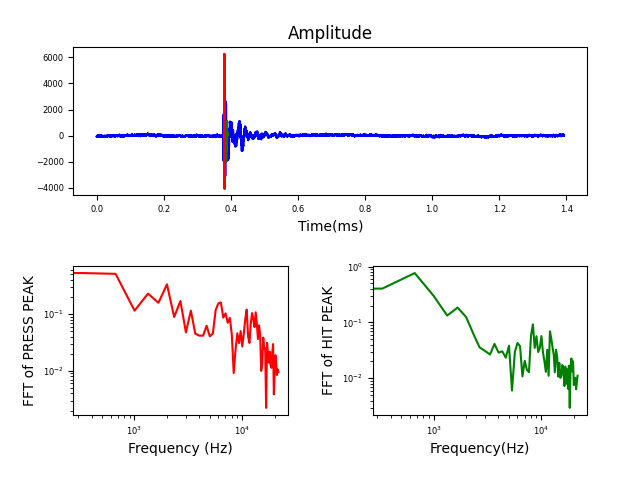 Amplitude
6000
4000
2000
0
−2000
−4000
0.0 0.2 0.4 0.6 0.8 1.0 1.2 1.4
Time(ms)
FFT of PRESS PEAK
10⁻¹
10⁻²
10³ 10⁴
Frequency (Hz)
FFT of HIT PEAK
10⁰
10⁻¹
10⁻²
10³ 10⁴
Frequency(Hz)